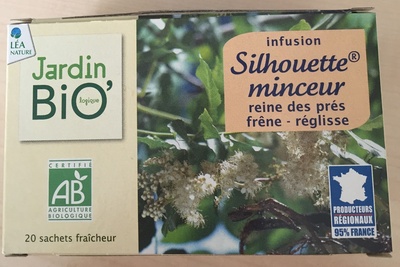 LÉA
NATURE
Jardin
BiO'
logique
infusion
Silhouette®
minceur
reine des prés
frêne - réglisse
CERTIFIÉ
AB
AGRICULTURE
BIOLOGIQUE
20 sachets fraîcheur
PRODUCTEURS
RÉGIONAUX
95% FRANCE